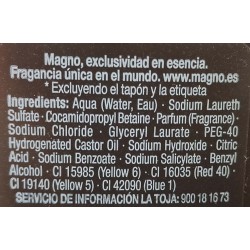 Magno, exclusividad en esencia.
Fragancia única en el mundo. www.magno.es
* Excluyendo el tapón y la etiqueta
Ingredients: Aqua (Water, Eau) • Sodium Laureth
Sulfate • Cocamidopropyl Betaine • Parfum (Fragrance) •
Sodium Chloride • Glyceryl Laurate • PEG-40
Hydrogenated Castor Oil • Sodium Hydroxide • Citric
Acid • Sodium Benzoate • Sodium Salicylate • Benzyl
Alcohol • CI 15985 (Yellow 6) • CI 16035 (Red 40) •
CI 19140 (Yellow 5) • CI 42090 (Blue 1)
SERVICIO DE INFORMACIÓN LA TOJA: 900 18 16 73